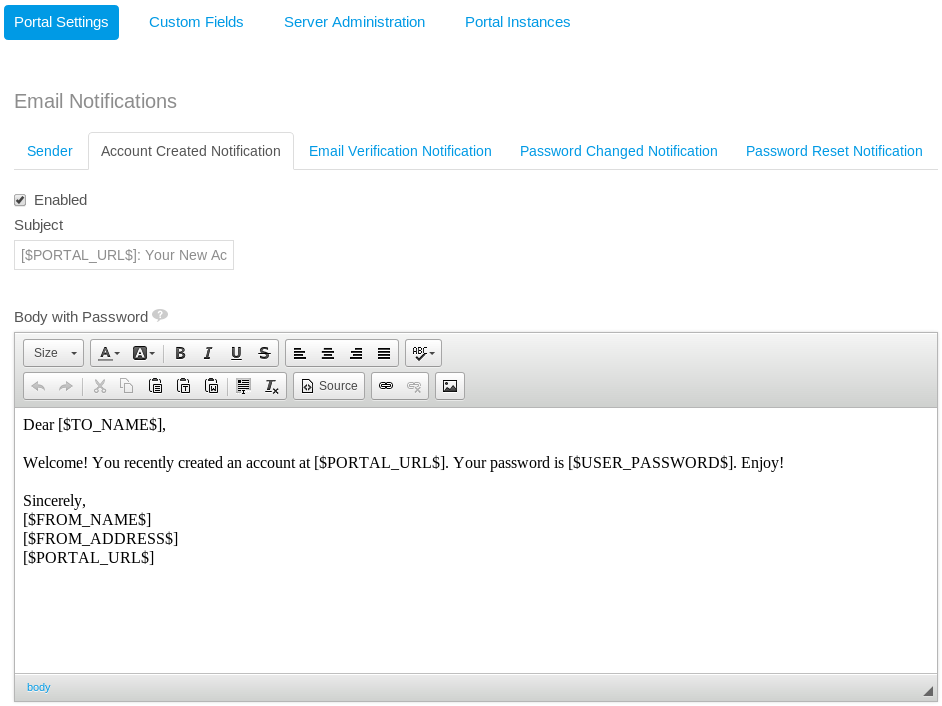 Portal Settings Custom Fields Server Administration Portal Instances
Email Notifications
Sender Account Created Notification Email Verification Notification Password Changed Notification Password Reset Notification
Enabled
Subject
[$PORTAL_URL$]: Your New Ac
Body with Password ?
Size A A B I U S ABC
T W Source
Dear [$TO_NAME$],
Welcome! You recently created an account at [$PORTAL_URL$]. Your password is [$USER_PASSWORD$]. Enjoy!
Sincerely,
[$FROM_NAME$]
[$FROM_ADDRESS$]
[$PORTAL_URL$]
body